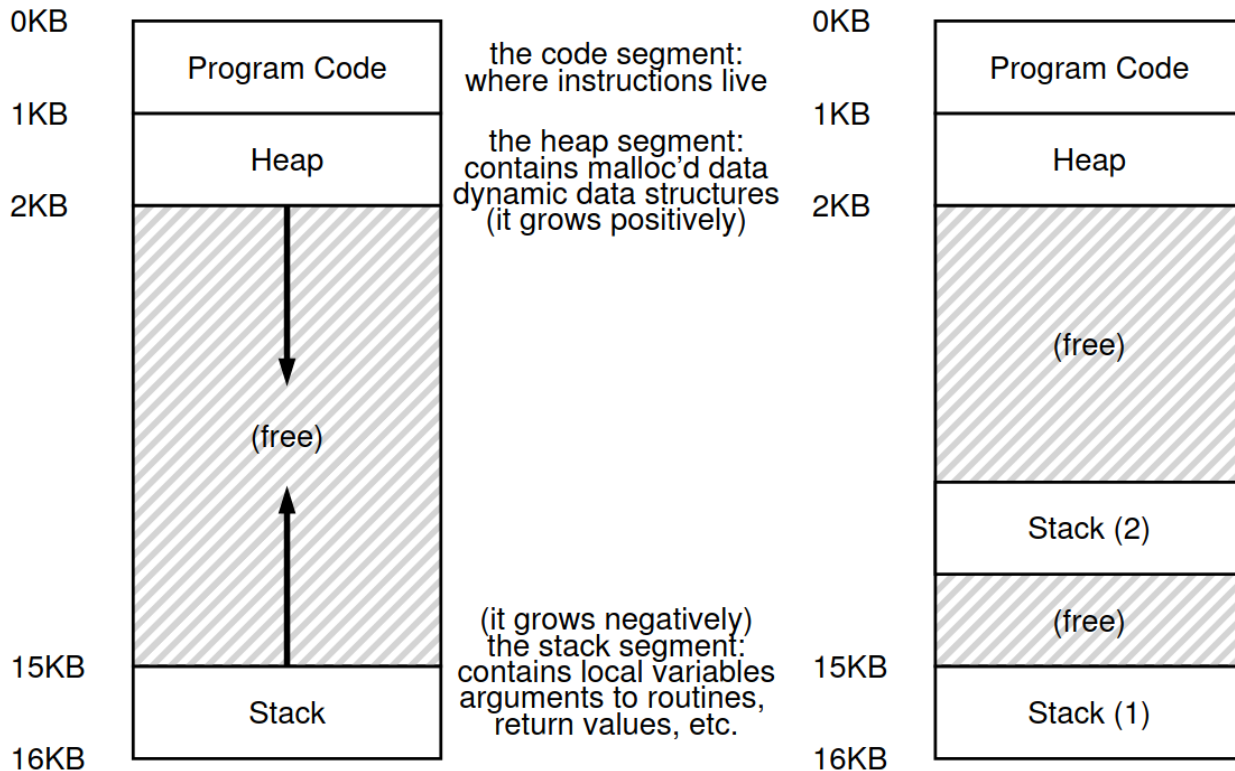 0KB
Program Code
the code segment:
where instructions live
1KB
Heap
the heap segment:
contains malloc'd data
dynamic data structures
(it grows positively)
2KB
(free)
(it grows negatively)
the stack segment:
contains local variables
arguments to routines,
return values, etc.
15KB
Stack
16KB
0KB
Program Code
1KB
Heap
2KB
(free)
Stack (2)
(free)
15KB
Stack (1)
16KB